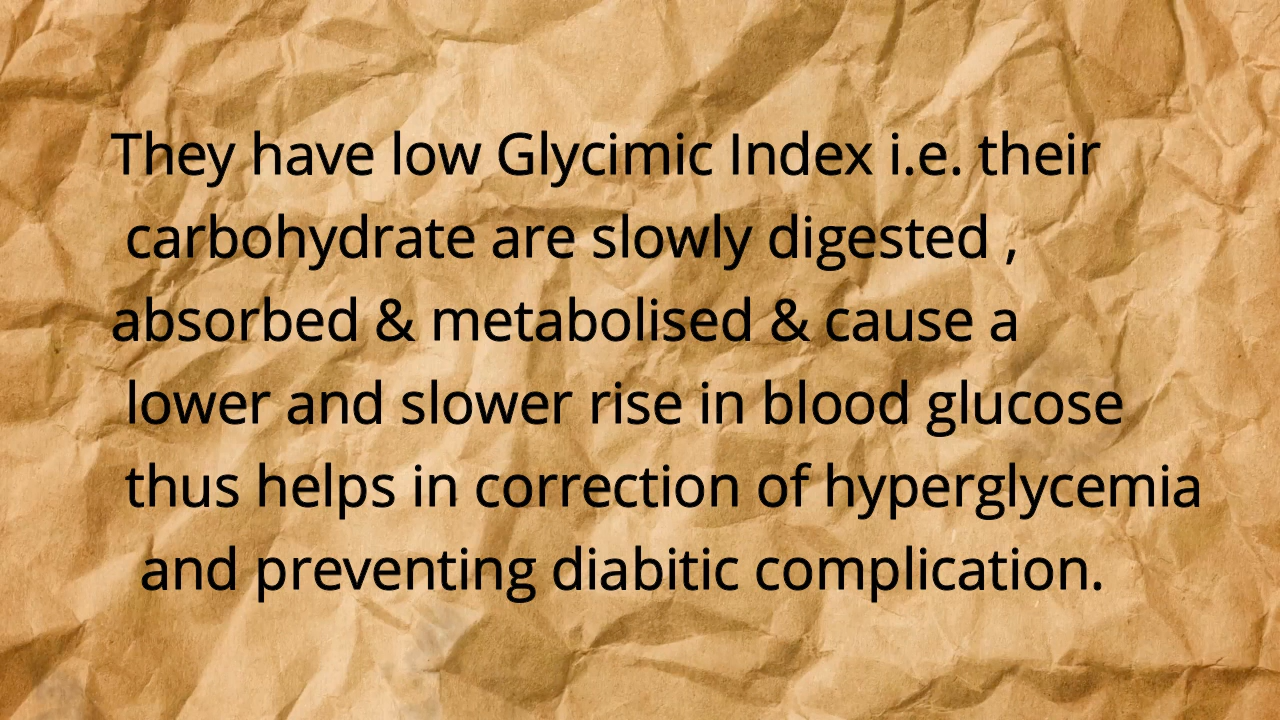 They have low Glycimic Index i.e. their
carbohydrate are slowly digested ,
absorbed & metabolised & cause a
lower and slower rise in blood glucose
thus helps in correction of hyperglycemia
and preventing diabitic complication.